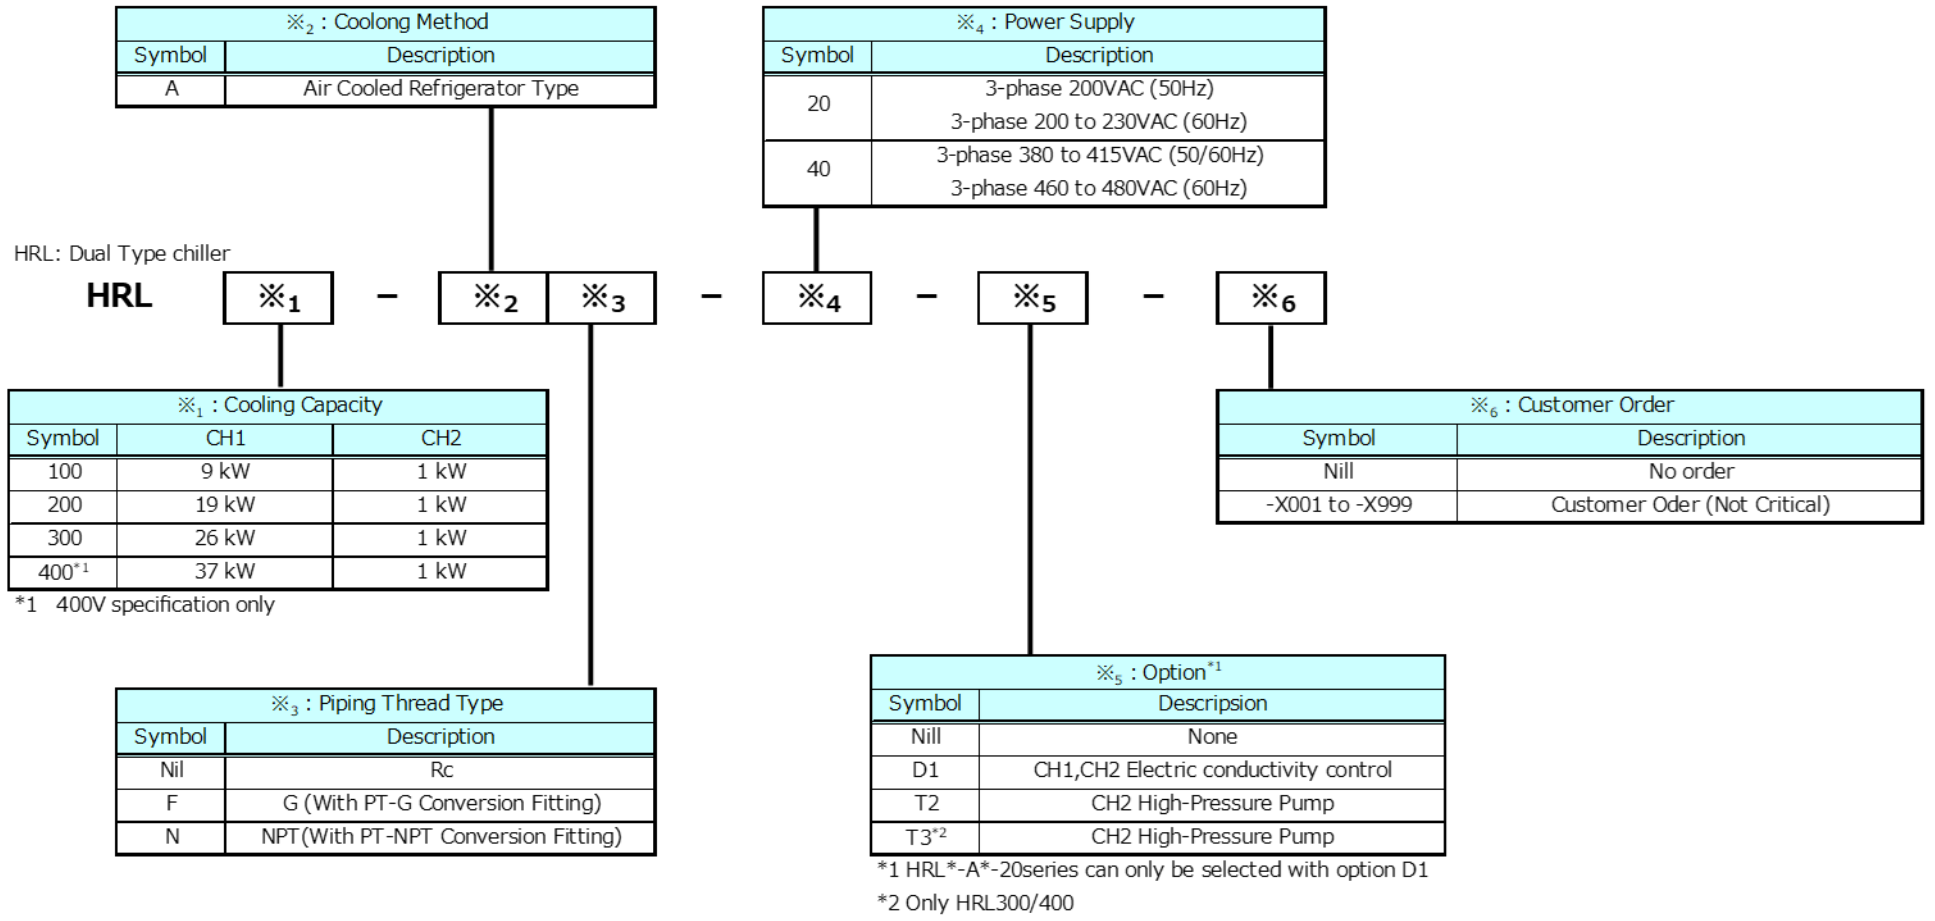 ※2 : Coolong Method
Symbol Description
A Air Cooled Refrigerator Type
※4 : Power Supply
Symbol Description
20 3-phase 200VAC (50Hz)
3-phase 200 to 230VAC (60Hz)
40 3-phase 380 to 415VAC (50/60Hz)
3-phase 460 to 480VAC (60Hz)
HRL: Dual Type chiller
HRL ※1 - ※2 ※3 - ※4 - ※5 - ※6
※1 : Cooling Capacity
Symbol CH1 CH2
100 9 kW 1 kW
200 19 kW 1 kW
300 26 kW 1 kW
400*1 37 kW 1 kW
*1 400V specification only
※6 : Customer Order
Symbol Description
Nill No order
-X001 to -X999 Customer Oder (Not Critical)
※3 : Piping Thread Type
Symbol Description
Nil Rc
F G (With PT-G Conversion Fitting)
N NPT(With PT-NPT Conversion Fitting)
※5 : Option*1
Symbol Descripsion
Nill None
D1 CH1,CH2 Electric conductivity control
T2 CH2 High-Pressure Pump
T3*2 CH2 High-Pressure Pump
*1 HRL*-A*-20series can only be selected with option D1
*2 Only HRL300/400